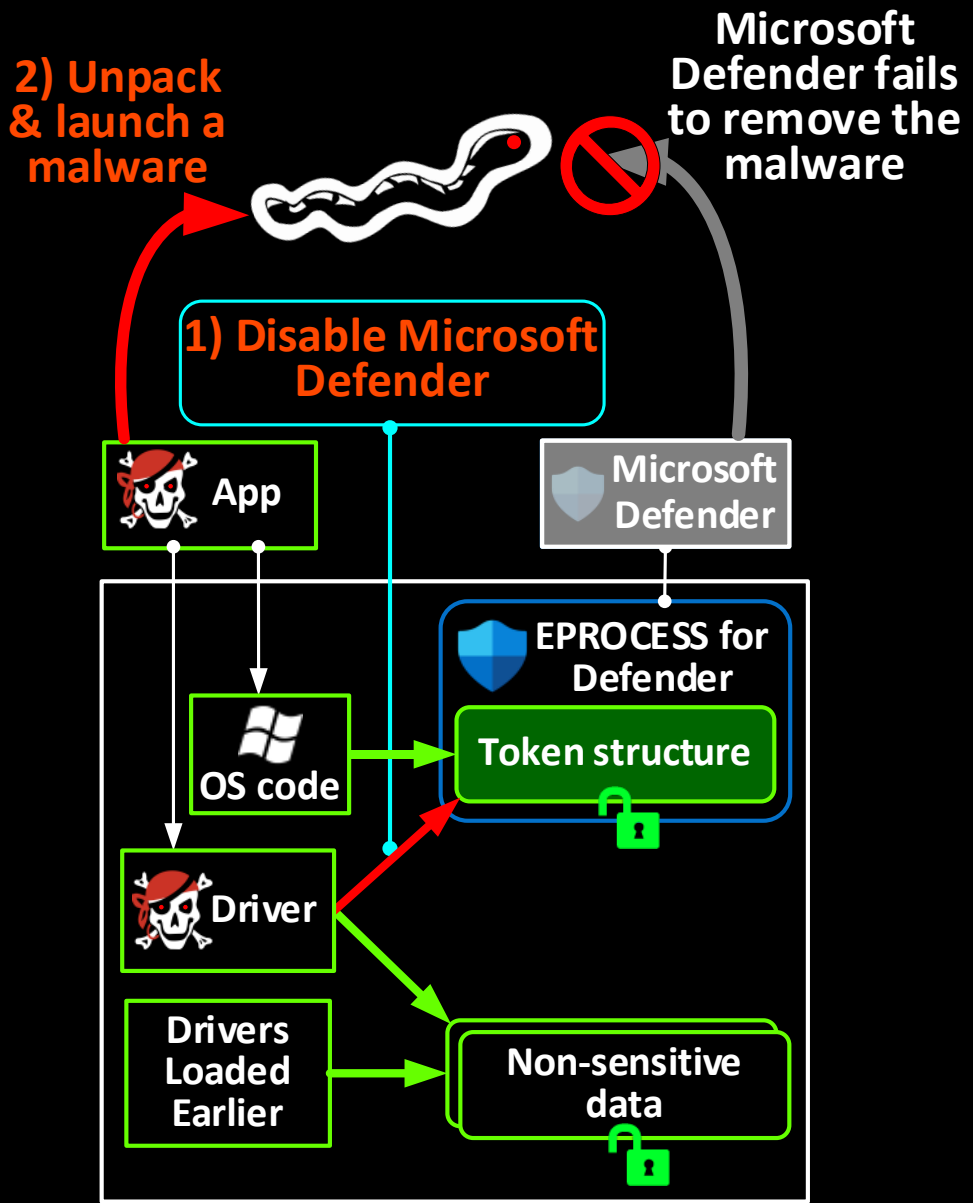 2) Unpack
& launch a
malware
Microsoft
Defender fails
to remove the
malware
1) Disable Microsoft
Defender
App
Microsoft
Defender
EPROCESS for
Defender
Token structure
OS code
Driver
Drivers
Loaded
Earlier
Non-sensitive
data